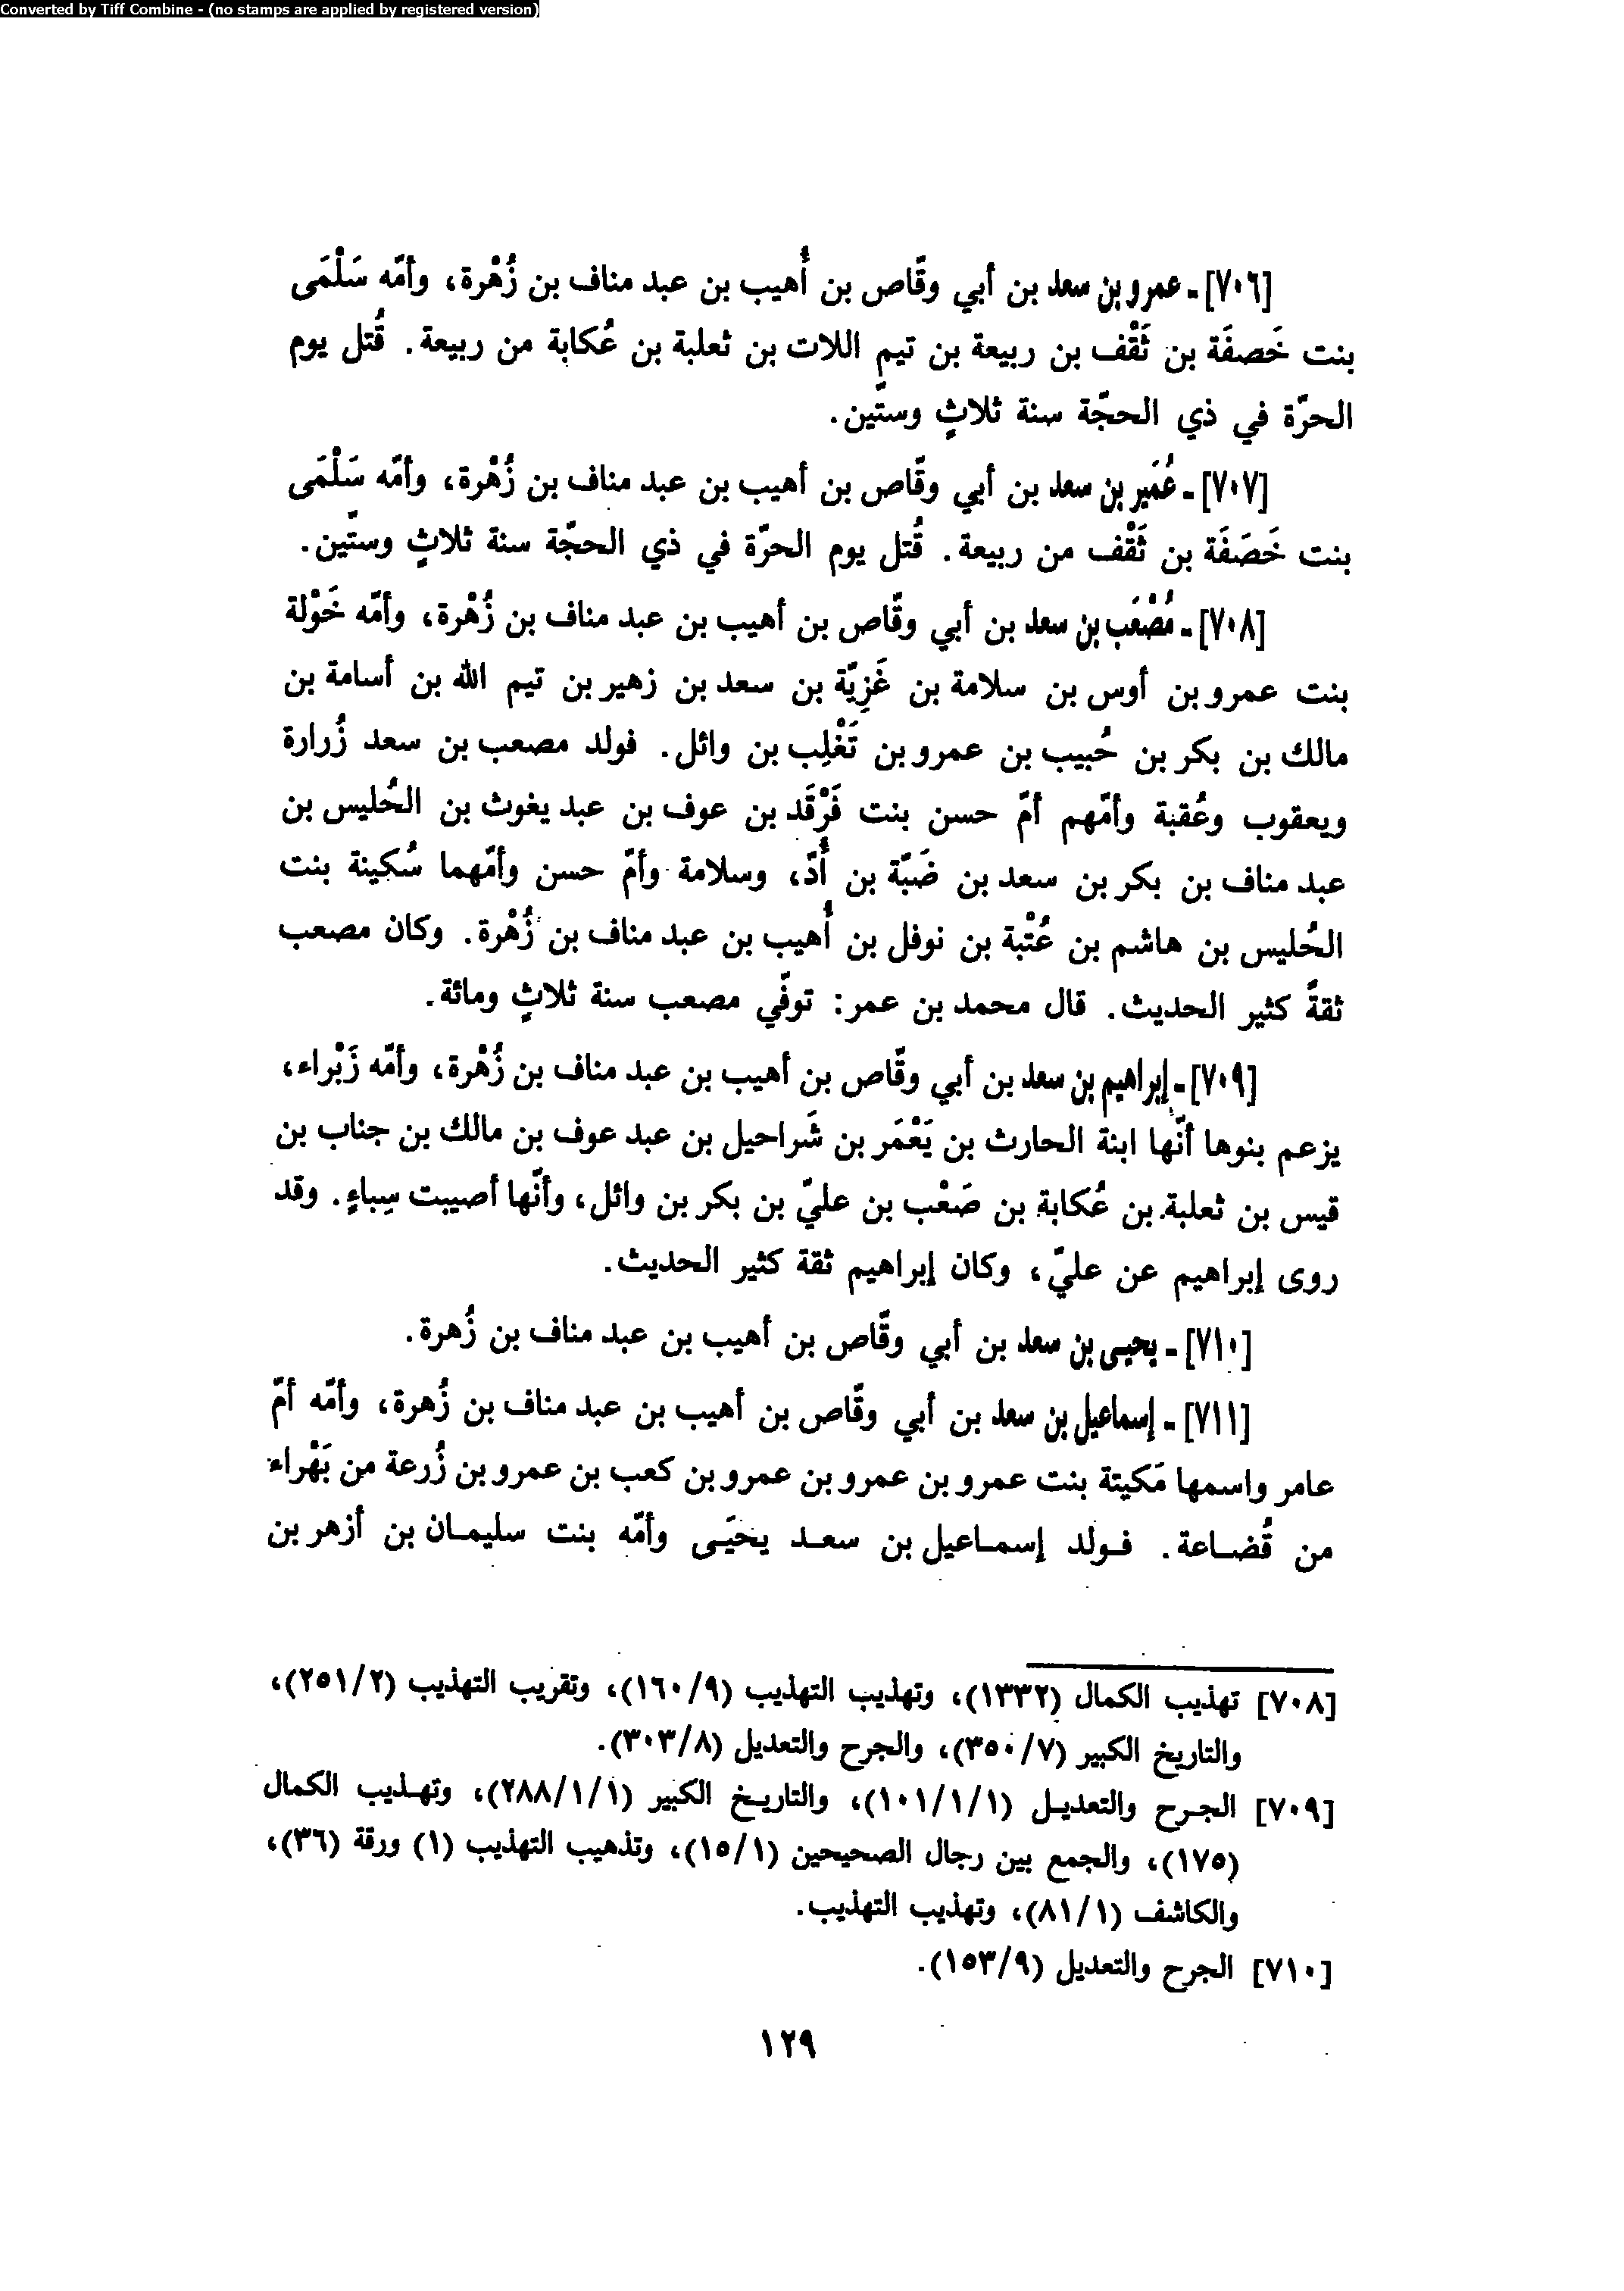 Converted by Tiff Combine - (no stamps are applied by registered version)
[٧٠٦] - عمرو بن سعد بن أبي وقّاص بن أُهيب بن عبد مناف بن زُهْرة، وأمّه سَلْمَى
بنت خَصفَة بن ثَقْف بن ربيعة بن تيم اللات بن ثعلبة بن عُكابة من ربيعة. قُتل يوم
الحرّة في ذي الحجّة سنة ثلاثٍ وستّين.
[٧٠٧] - عُمَير بن سعد بن أبي وقّاص بن أهيب بن عبد مناف بن زُهْرة، وأمّه سَلْمَى
بنت خَصَفَة بن ثَقْف من ربيعة. قُتل يوم الحرّة في ذي الحجّة سنة ثلاثٍ وستّين.
[٧٠٨] - مُصْعَب بن سعد بن أبي وقّاص بن أهيب بن عبد مناف بن زُهْرة، وأمّه خَوْلة
بنت عمرو بن أوس بن سلامة بن غَزِيّة بن سعد بن زهير بن تيم الله بن أسامة بن
مالك بن بكر بن حُبيب بن عمرو بن تَغْلِب بن وائل. فولد مصعب بن سعد زُرارة
ويعقوب وعُقبة وأمّهم أمّ حسن بنت فَرْقَد بن عوف بن عبد يغوث بن الحُليس بن
عبد مناف بن بكر بن سعد بن ضَبّة بن أُدّ، وسلامة وأمّ حسن وأمّهما سُكينة بنت
الحُليس بن هاشم بن عُتْبة بن نوفل بن أُهيب بن عبد مناف بن زُهْرة. وكان مصعب
ثقةً كثير الحديث. قال محمد بن عمر: توفّي مصعب سنة ثلاثٍ ومائة.
[٧٠٩] - إبراهيم بن سعد بن أبي وقّاص بن أهيب بن عبد مناف بن زُهْرة، وأمّه زَبْراء،
يزعم بنوها أنّها ابنة الحارث بن يَعْمَر بن شَراحيل بن عبد عوف بن مالك بن جناب بن
قيس بن ثعلبة بن عُكابة بن صَعْب بن عليّ بن بكر بن وائل، وأنّها أصيبت سِباءٍ. وقد
روى إبراهيم عن عليّ، وكان إبراهيم ثقة كثير الحديث.
[٧١٠] - يحيى بن سعد بن أبي وقّاص بن أهيب بن عبد مناف بن زُهرة.
[٧١١] - إسماعيل بن سعد بن أبي وقّاص بن أهيب بن عبد مناف بن زُهرة، وأمّه أمّ
عامر واسمها مَكيتة بنت عمرو بن عمرو بن عمرو بن كعب بن عمرو بن زُرعة من بَهْراء
من قُضاعة. فولد إسماعيل بن سعد يحيَى وأمّه بنت سليمان بن أزهر بن
[٧٠٨] تهذيب الكمال (١٣٣٢)، وتهذيب التهذيب (١٦٠/٩)، وتقريب التهذيب (٢٥١/٢)،
والتاريخ الكبير (٣٥٠/٧)، والجرح والتعديل (٣٠٣/٨).
[٧٠٩] الجرح والتعديل (١٠١/١/١)، والتاريخ الكبير (٢٨٨/١/١)، وتهذيب الكمال
(١٧٥)، والجمع بين رجال الصحيحين (١٥/١)، وتذهيب التهذيب (١) ورقة (٣٦)،
والكاشف (٨١/١)، وتهذيب التهذيب.
[٧١٠] الجرح والتعديل (١٥٣/٩).
١٢٩